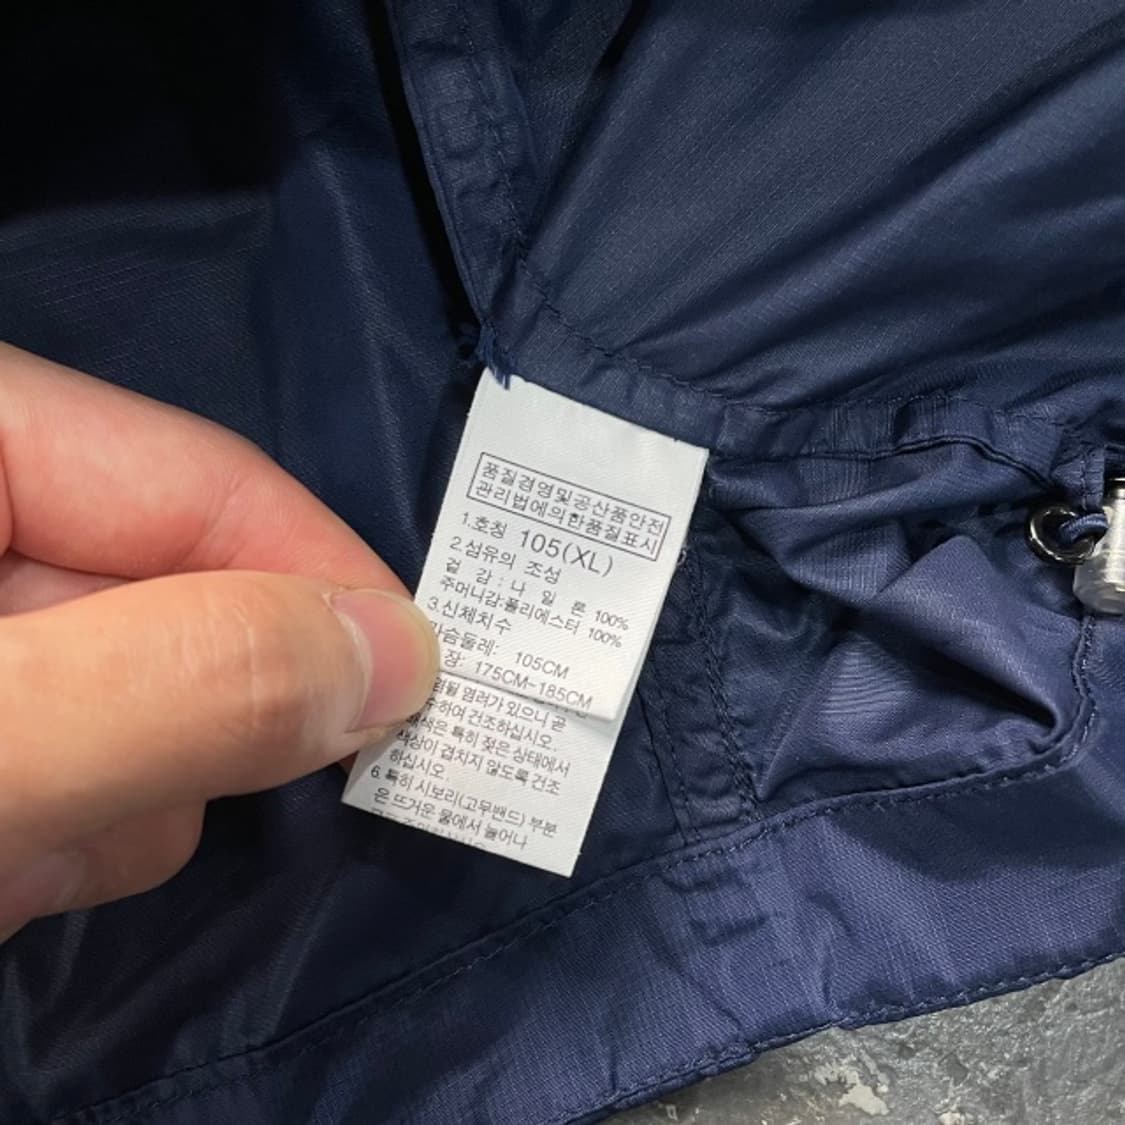 품질경영및공산품안전
관리법에의한품질표시
1.호칭 105(XL)
2.섬유의 조성
겉 감 : 나 일 론 100%
주머니감:폴리에스터 100%
3.신체치수
가슴둘레: 105CM
장: 175CM-185CM
염려가 있으니 곧
건조하십시오.
특히 젖은 상태에서
색상이 겹치지 않도록 건조
하십시오.
6. 특히 시보리(고무밴드) 부분
은 뜨거운 물에서 늘어나